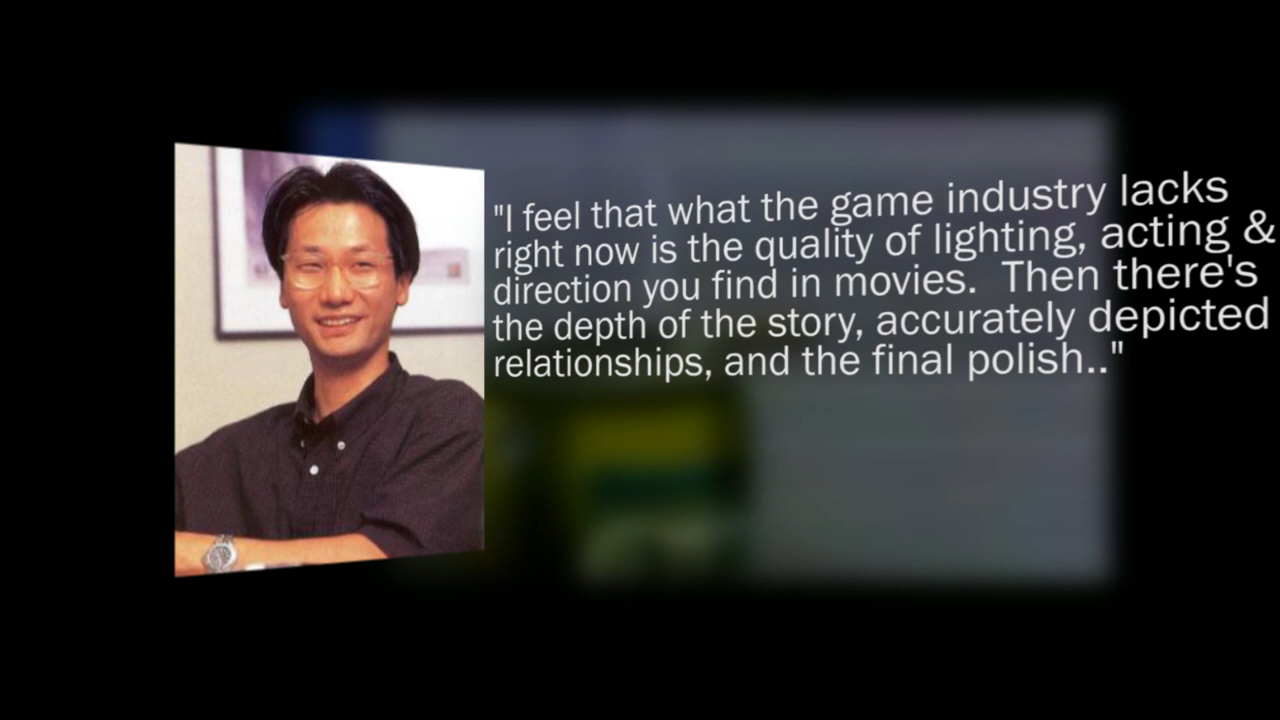 "I feel that what the game industry lacks
right now is the quality of lighting, acting &
direction you find in movies.  Then there's
the depth of the story, accurately depicted
relationships, and the final polish.."